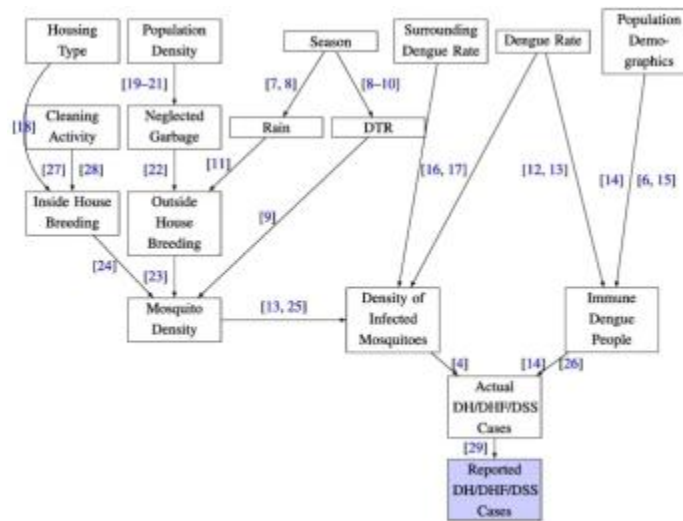 Housing
Type
Population
Density
Season
Surrounding
Dengue Rate
Dengue Rate
Population
Demo-
graphics
[19–21]
[7, 8]
[8–10]
[18]
Cleaning
Activity
Neglected
Garbage
Rain
DTR
[27]
[28]
[22]
[11]
[16, 17]
[12, 13]
[14]
[6, 15]
Inside House
Breeding
Outside
House
Breeding
[9]
[24]
[23]
Mosquito
Density
[13, 25]
Density of
Infected
Mosquitoes
Immune
Dengue
People
[4]
[14]
[26]
Actual
DH/DHF/DSS
Cases
[29]
Reported
DH/DHF/DSS
Cases